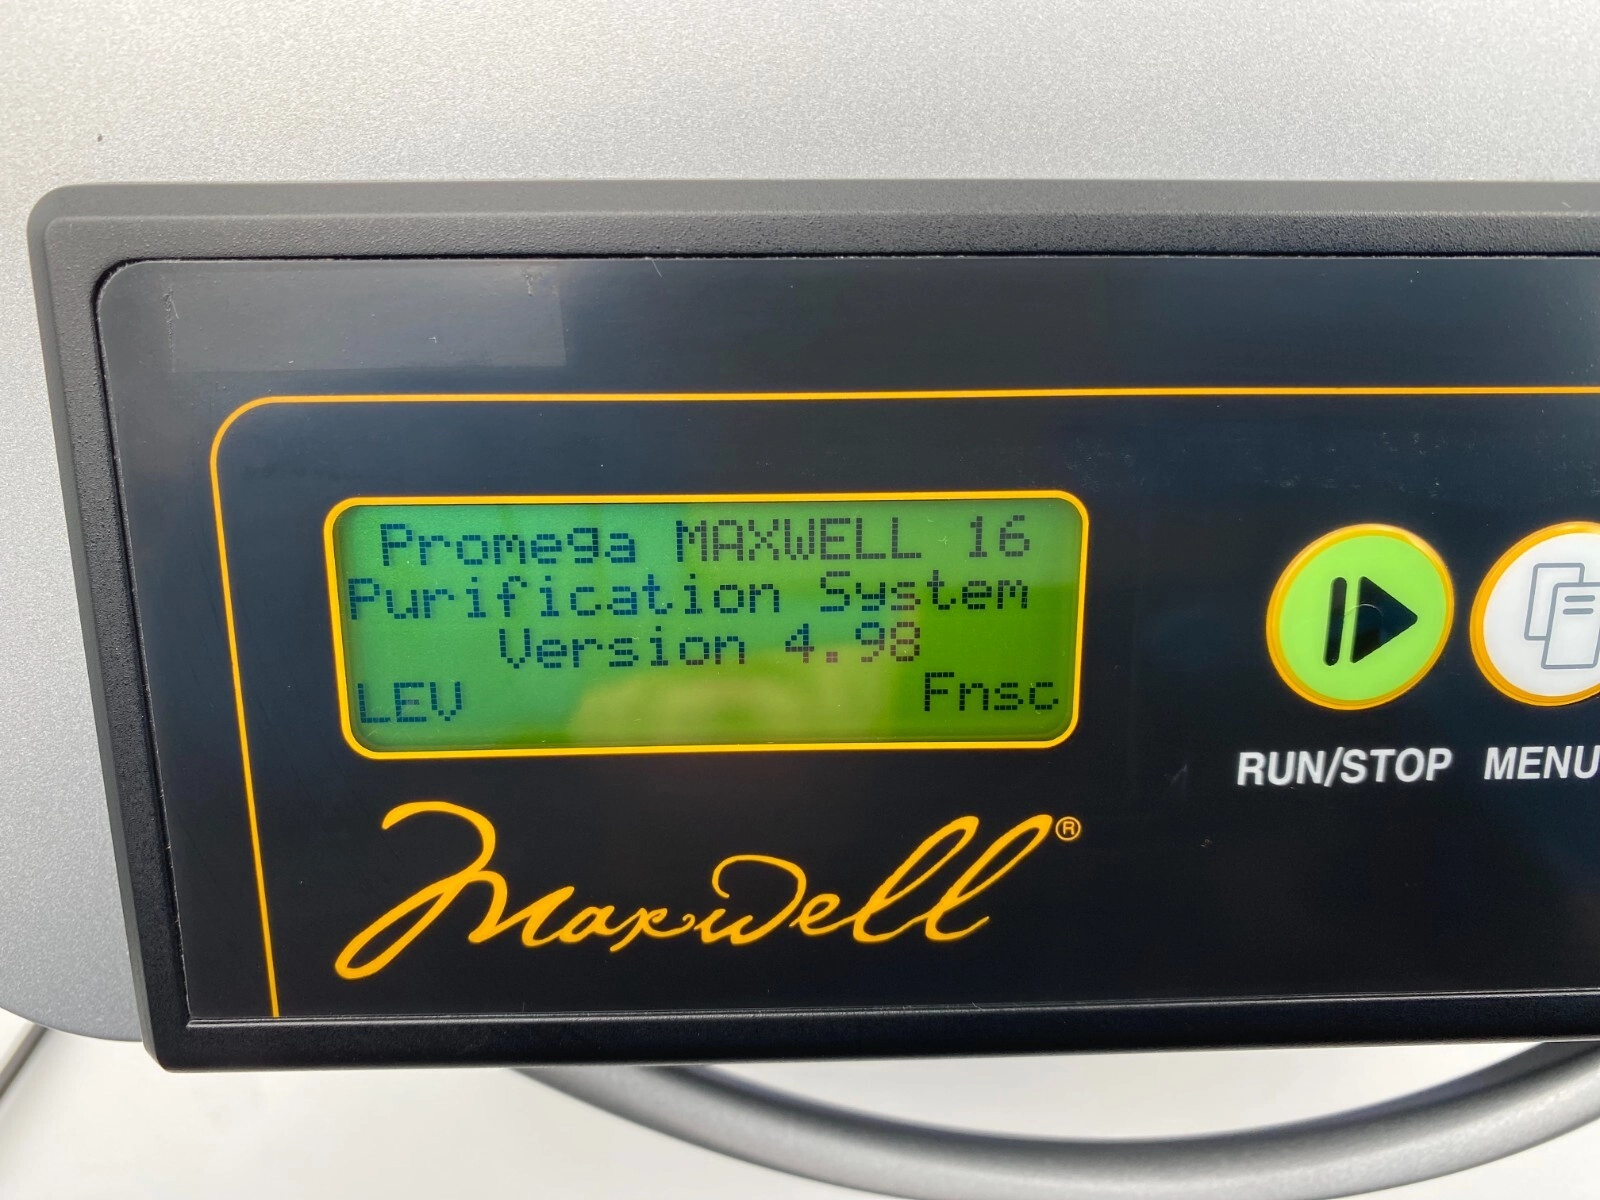 Promega MAXWELL 16
Purification System
Version 4.98
LEV Fnsc
RUN/STOP MENU
Maxwell®